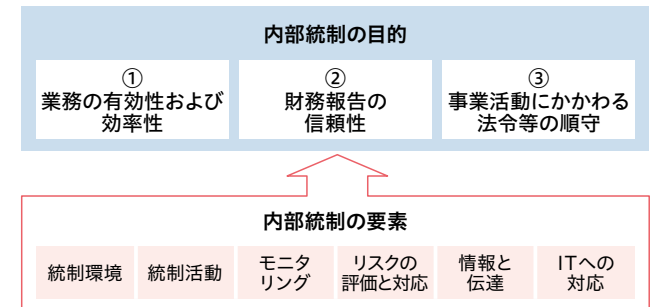 内部統制の目的
①
業務の有効性および
効率性
②
財務報告の
信頼性
③
事業活動にかかわる
法令等の順守
内部統制の要素
統制環境
統制活動
モニタ
リング
リスクの
評価と対応
情報と
伝達
ITへの
対応